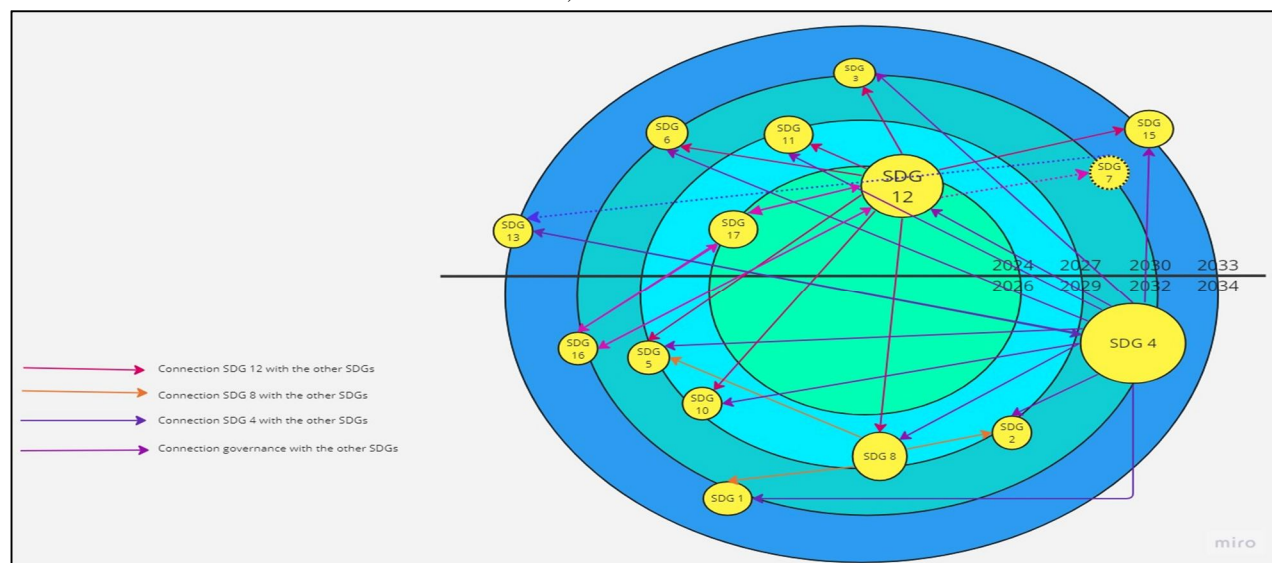 SDG
3
SDG
6
SDG
11
SDG
15
SDG
7
SDG
12
SDG
13
SDG
17
2024 2027 2030 2033
2026 2029 2032 2034
SDG
16
SDG
5
SDG 4
SDG
10
SDG
2
SDG 8
SDG 1
Connection SDG 12 with the other SDGs
Connection SDG 8 with the other SDGs
Connection SDG 4 with the other SDGs
Connection governance with the other SDGs
miro